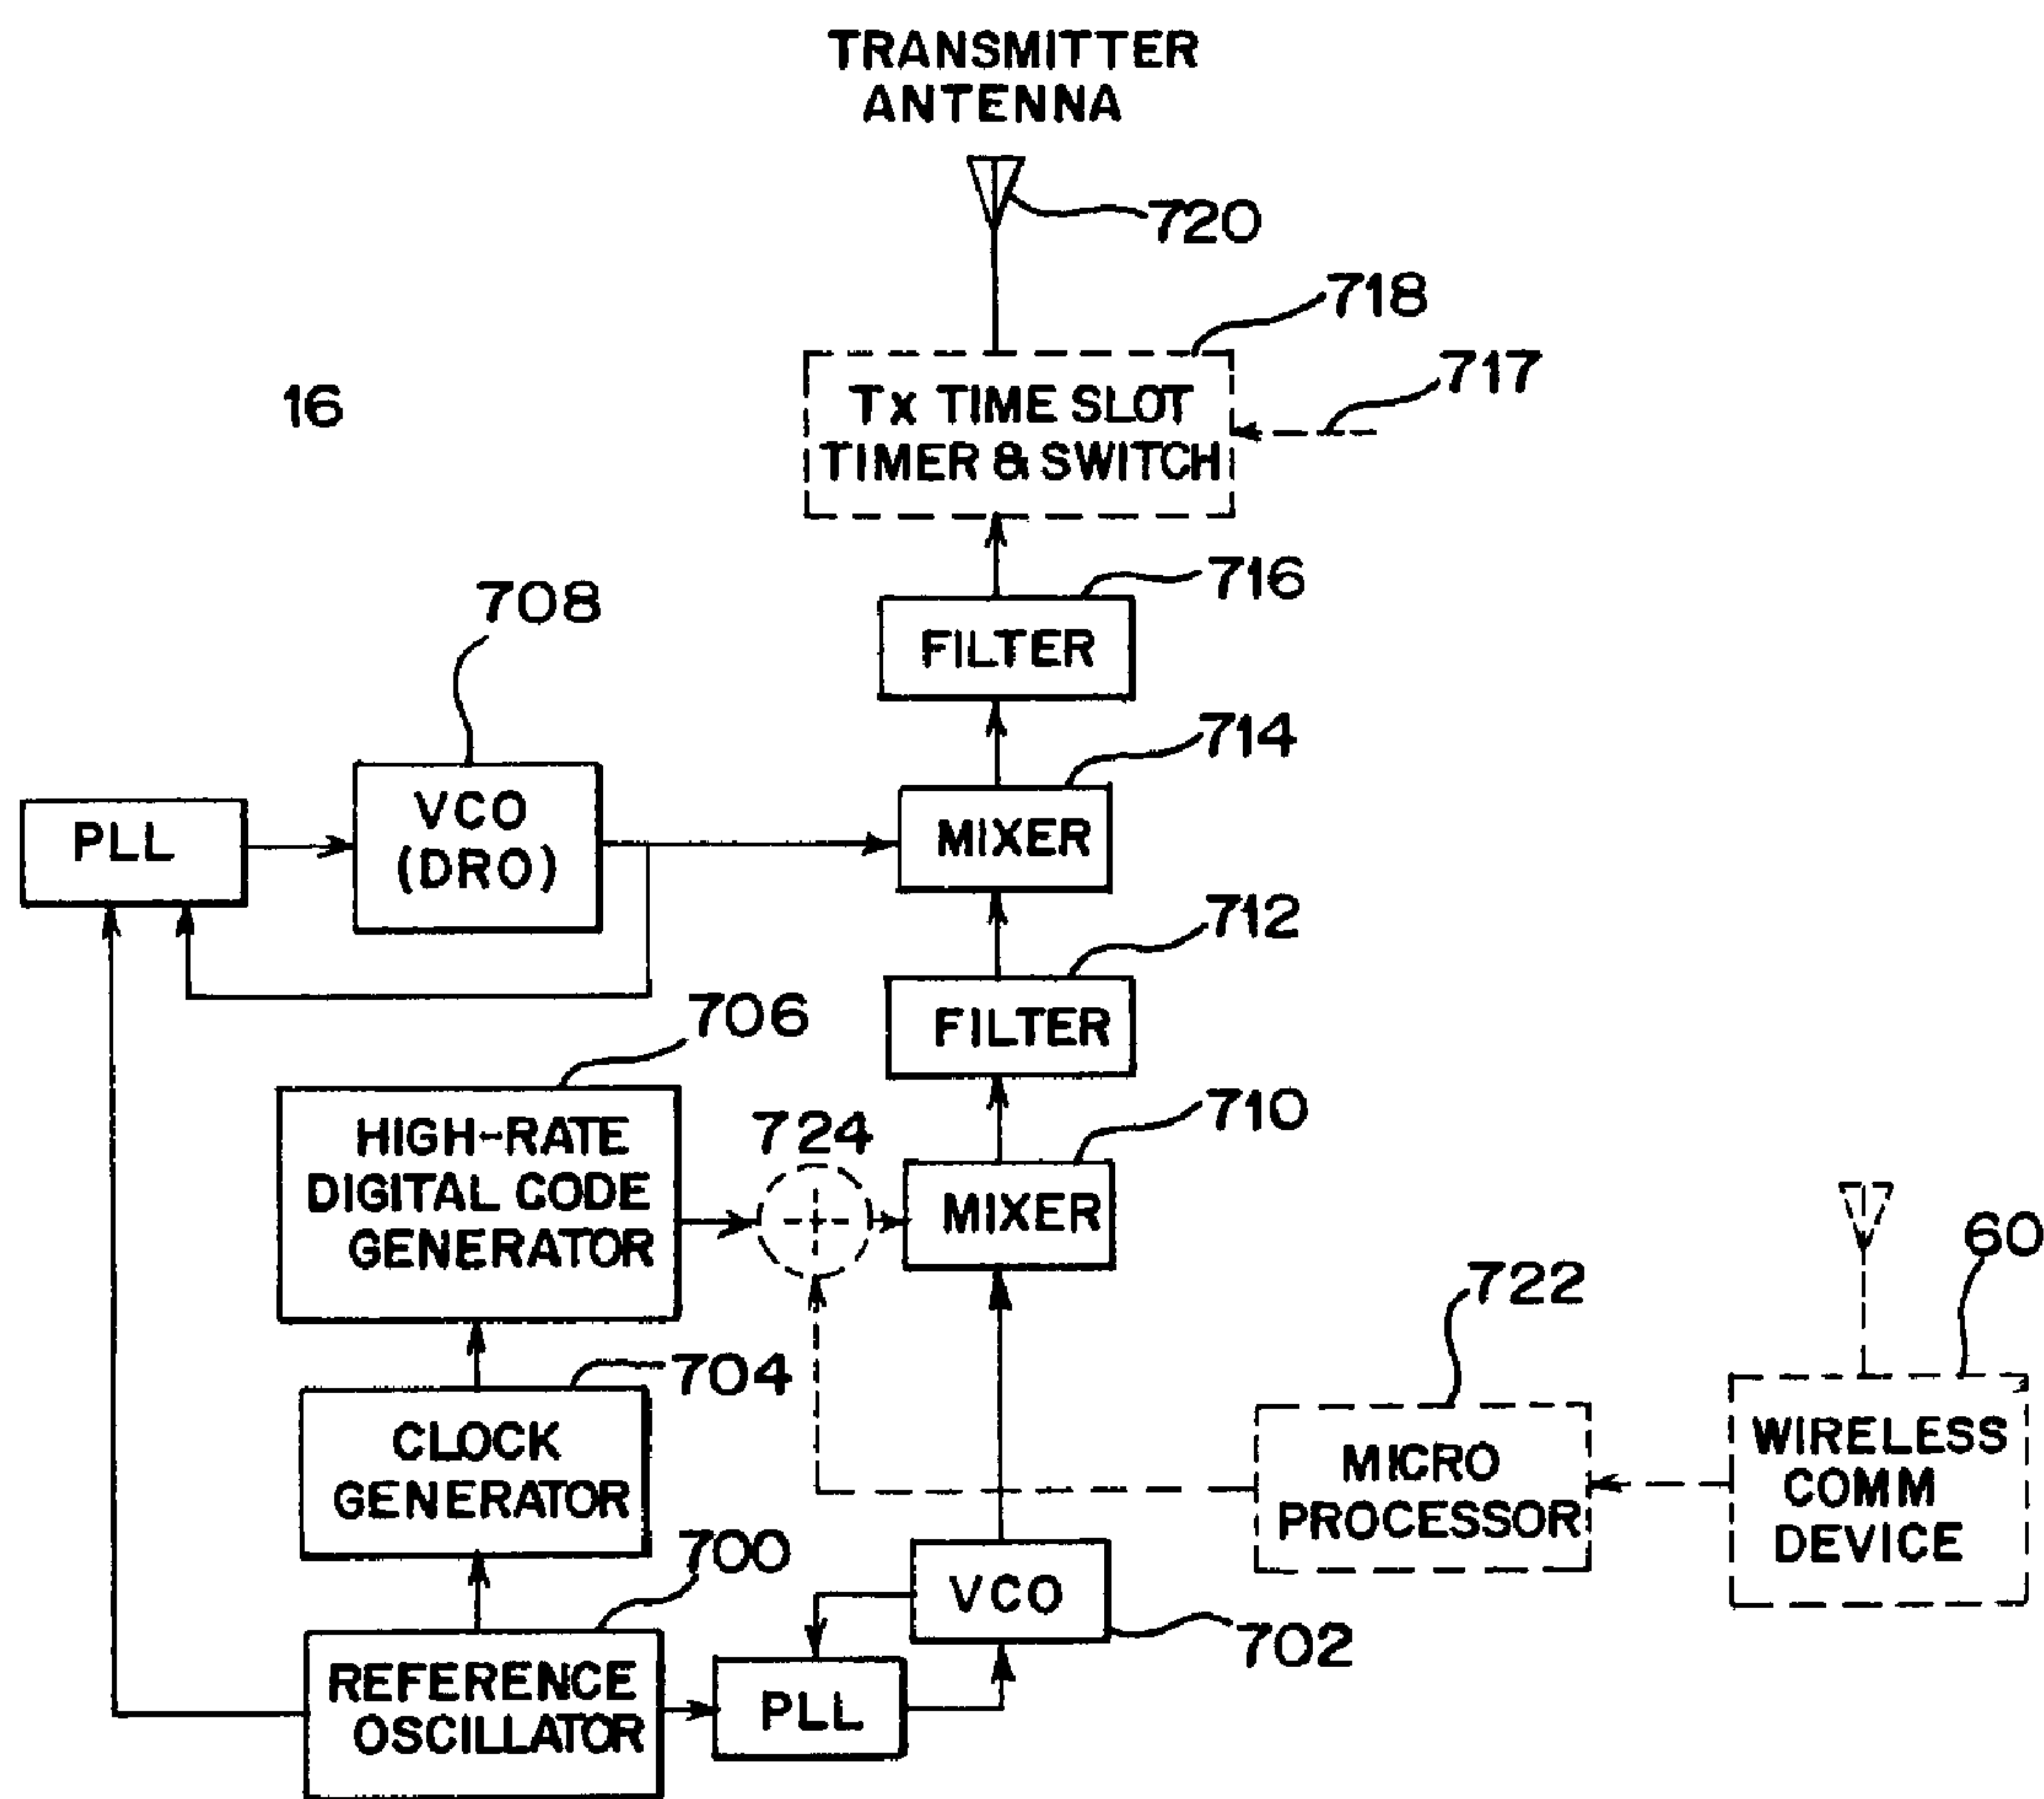 TRANSMITTER
ANTENNA
720
718
717
16
Tx TIME SLOT
TIMER & SWITCH
716
708
FILTER
714
PLL
VCO
(DRO)
MIXER
712
706
FILTER
710
HIGH-RATE
DIGITAL CODE
GENERATOR
724
MIXER
60
722
704
CLOCK
GENERATOR
MICRO
PROCESSOR
WIRELESS
COMM
DEVICE
700
VCO
702
REFERENCE
OSCILLATOR
PLL